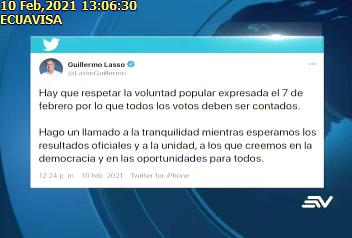 10 Feb,2021 13:06:30
ECUAVISA
Guillermo Lasso
@LassoGuillermo
Hay que respetar la voluntad popular expresada el 7 de
febrero por lo que todos los votos deben ser contados.
Hago un llamado a la tranquilidad mientras esperamos los
resultados oficiales y a la unidad, a los que creemos en la
democracia y en las oportunidades para todos.
12:24 p. m. 10 feb. 2021 Twitter for iPhone